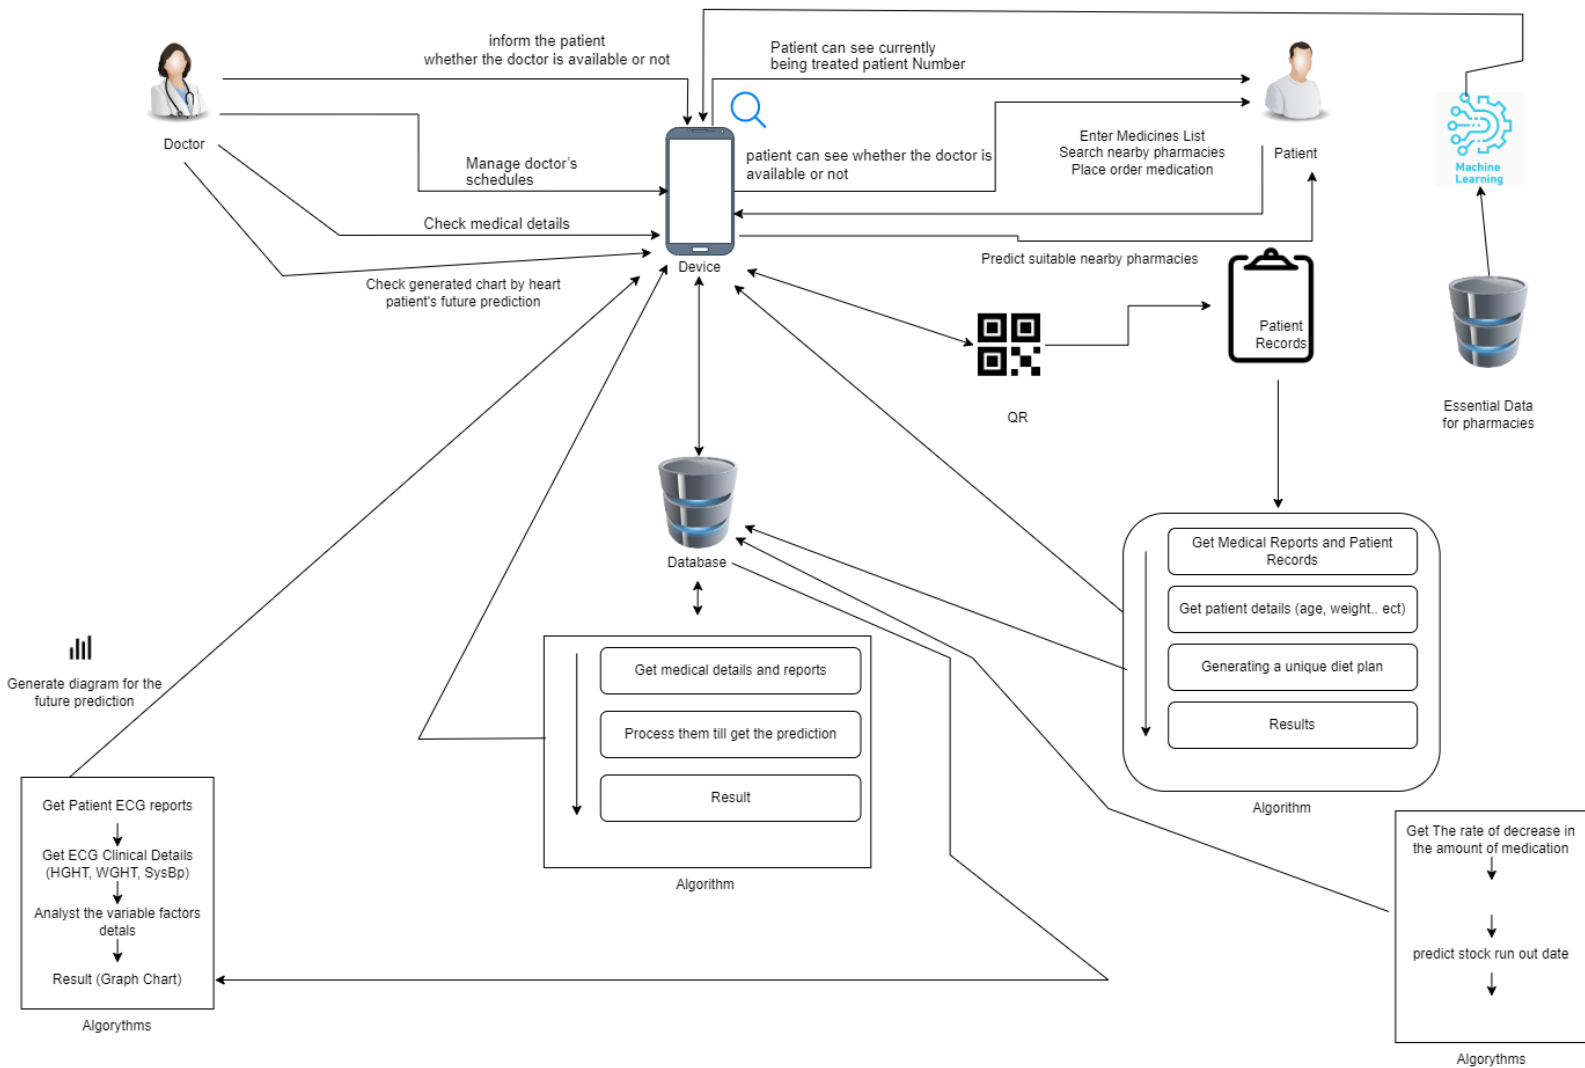 inform the patient
whether the doctor is available or not
Patient can see currently
being treated patient Number
Doctor
Manage doctor's
schedules
patient can see whether the doctor is
available or not
Enter Medicines List
Search nearby pharmacies
Place order medication
Patient
Machine
Learning
Check medical details
Device
Predict suitable nearby pharmacies
Check generated chart by heart
patient's future prediction
Patient
Records
QR
Essential Data
for pharmacies
Database
Get Medical Reports and Patient
Records
Get patient details (age, weight.. ect)
Generating a unique diet plan
Results
Algorithm
Get medical details and reports
Process them till get the prediction
Result
Algorithm
Generate diagram for the
future prediction
Get Patient ECG reports
Get ECG Clinical Details
(HGHT, WGHT, SysBp)
Analyst the variable factors
detals
Result (Graph Chart)
Algorythms
Get The rate of decrease in
the amount of medication
predict stock run out date
Algorythms